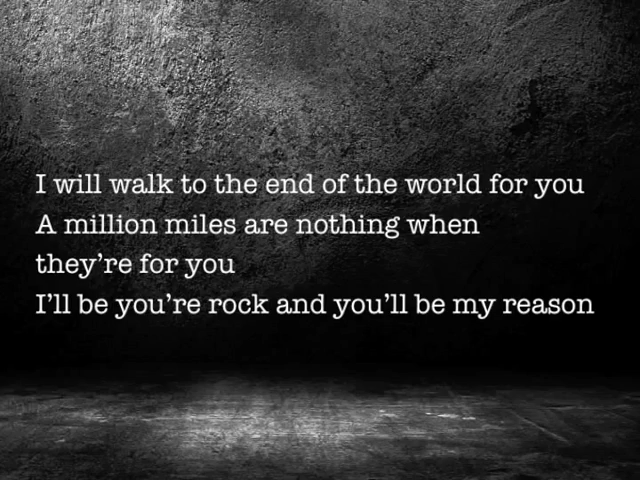 I will walk to the end of the world for you
A million miles are nothing when
they’re for you
I’ll be you’re rock and you’ll be my reason